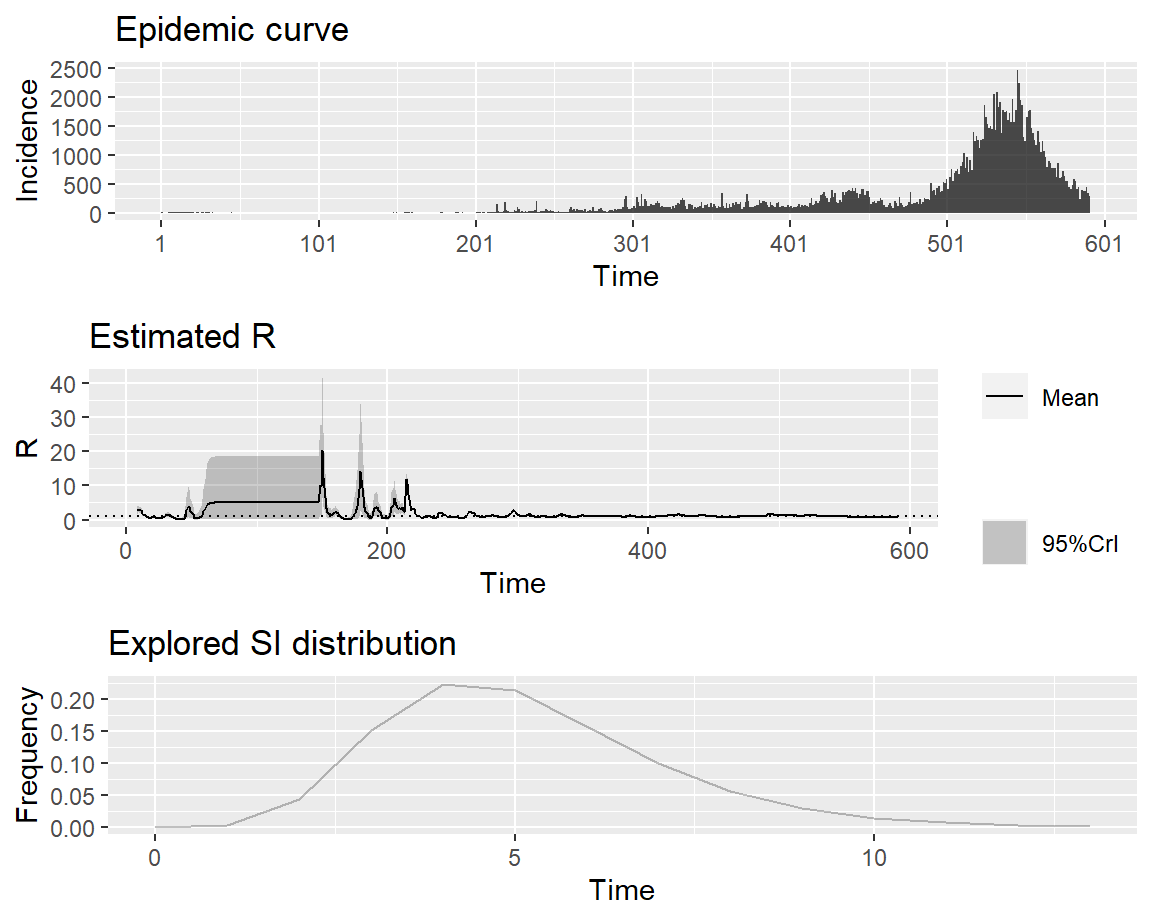 Epidemic curve
2500
2000
1500
1000
500
0
Incidence
1 101 201 301 401 501 601
Time
Estimated R
40
30
20
10
0
R
0 200 400 600
Time
Mean
95%CrI
Explored SI distribution
0.20
0.15
0.10
0.05
0.00
Frequency
0 5 10
Time